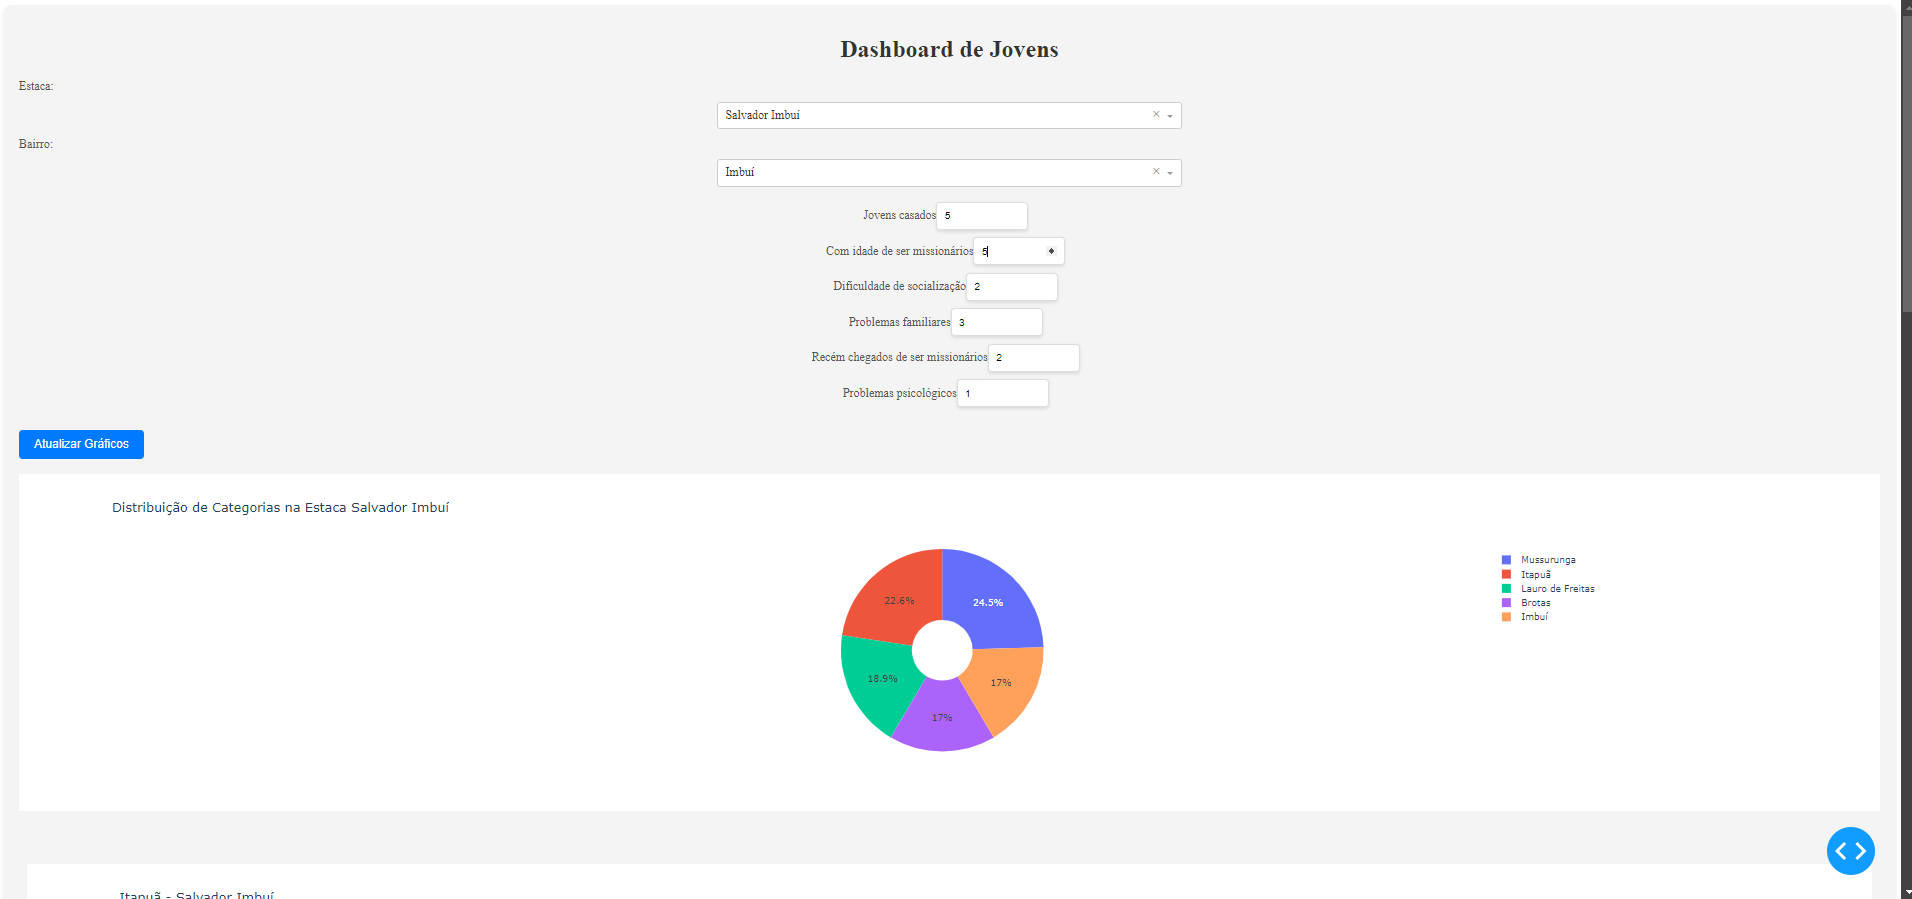 Dashboard de Jovens
Estaca:
Salvador Imbuí
Bairro:
Imbuí
Jovens casados 5
Com idade de ser missionários 5
Dificuldade de socialização 2
Problemas familiares 3
Recém chegados de ser missionários 2
Problemas psicológicos 1
Atualizar Gráficos
Distribuição de Categorias na Estaca Salvador Imbuí
22.6%
24.5%
18.9%
17%
17%
Mussurunga
Itapuã
Lauro de Freitas
Brotas
Imbuí
Itapuã - Salvador Imbuí